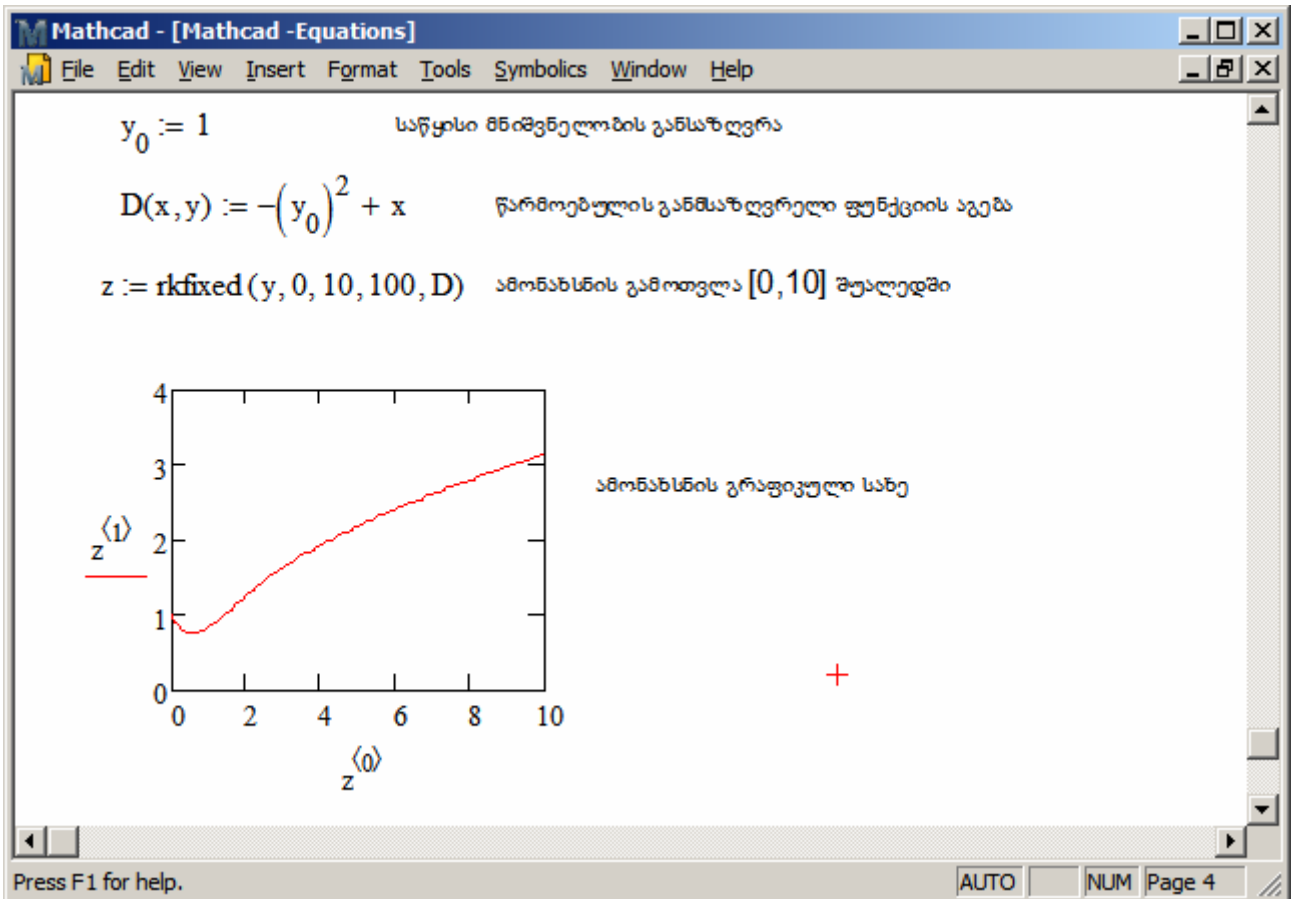 Mathcad - [Mathcad -Equations]
File Edit View Insert Format Tools Symbolics Window Help
y₀ := 1 საწყისი მნიშვნელობის განსაზღვრა
D(x,y) := -(y₀)² + x წარმოებულის განმსაზღვრელი ფუნქციის აგება
z := rkfixed(y, 0, 10, 100, D) ამონახსნის გამოთვლა [0,10] შუალედში
4
3
ამონახსნის გრაფიკული სახე
z⟨1⟩ 2
1
0
0 2 4 6 8 10
z⟨0⟩
Press F1 for help. AUTO NUM Page 4